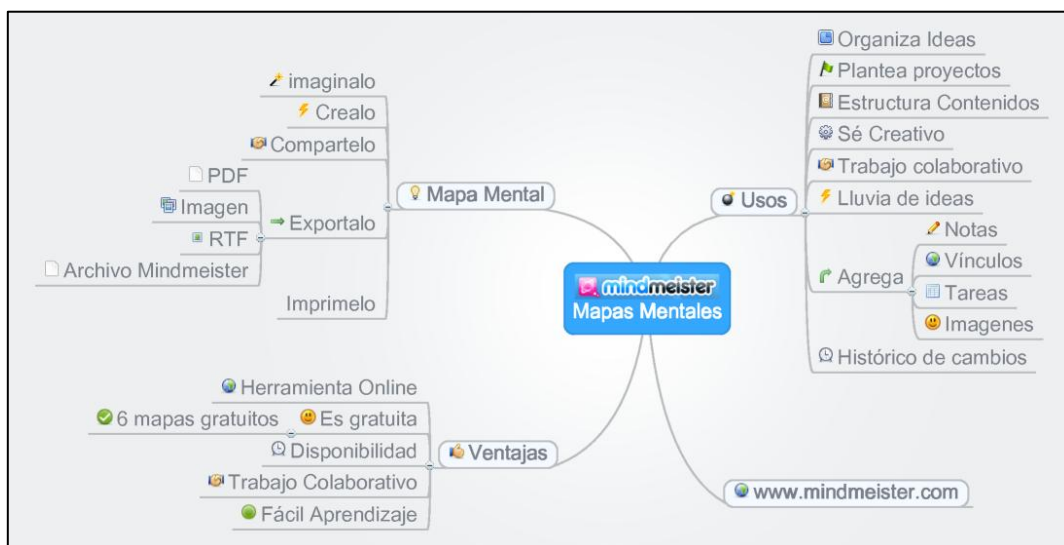 mindmeister
Mapas Mentales
Mapa Mental
imaginalo
Crealo
Compartelo
Exportalo
PDF
Imagen
RTF
Archivo Mindmeister
Imprimelo
Usos
Organiza Ideas
Plantea proyectos
Estructura Contenidos
Sé Creativo
Trabajo colaborativo
Lluvia de ideas
Agrega
Notas
Vínculos
Tareas
Imagenes
Histórico de cambios
Ventajas
Herramienta Online
Es gratuita
6 mapas gratuitos
Disponibilidad
Trabajo Colaborativo
Fácil Aprendizaje
www.mindmeister.com